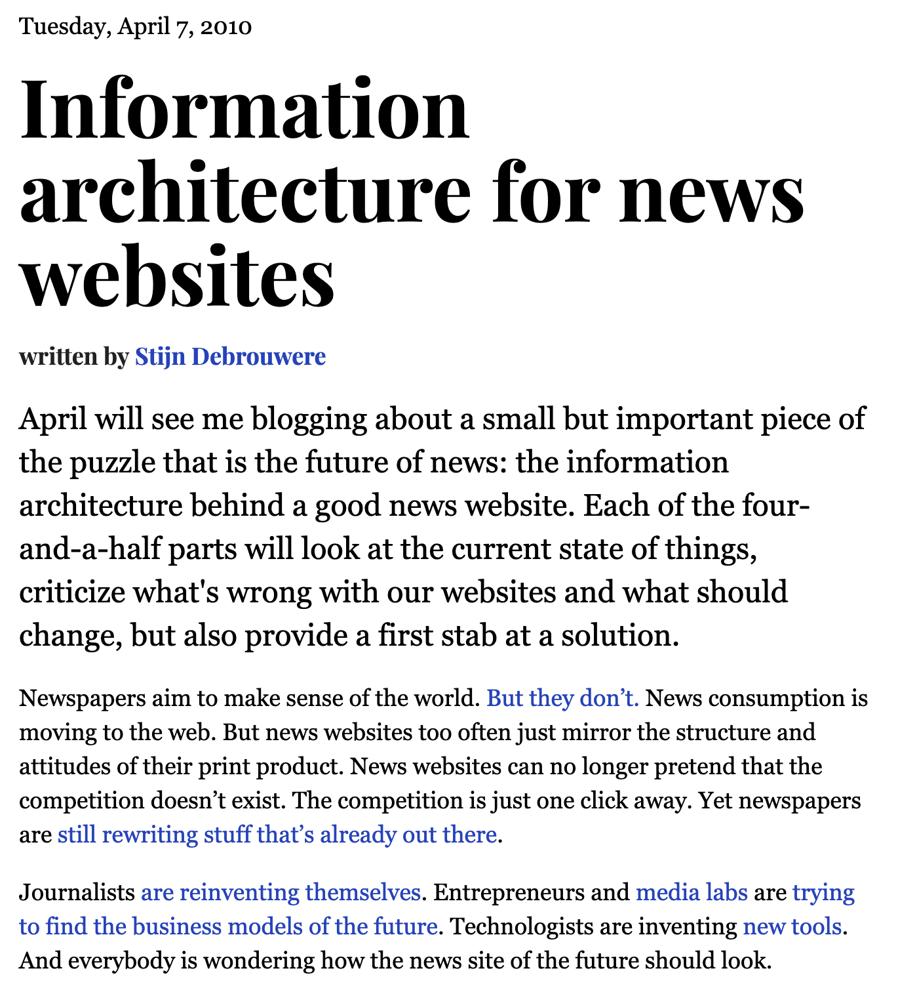 Tuesday, April 7, 2010
Information
architecture for news
websites
written by Stijn Debrouwere
April will see me blogging about a small but important piece of
the puzzle that is the future of news: the information
architecture behind a good news website. Each of the four-
and-a-half parts will look at the current state of things,
criticize what's wrong with our websites and what should
change, but also provide a first stab at a solution.
Newspapers aim to make sense of the world. But they don’t. News consumption is
moving to the web. But news websites too often just mirror the structure and
attitudes of their print product. News websites can no longer pretend that the
competition doesn’t exist. The competition is just one click away. Yet newspapers
are still rewriting stuff that’s already out there.
Journalists are reinventing themselves. Entrepreneurs and media labs are trying
to find the business models of the future. Technologists are inventing new tools.
And everybody is wondering how the news site of the future should look.